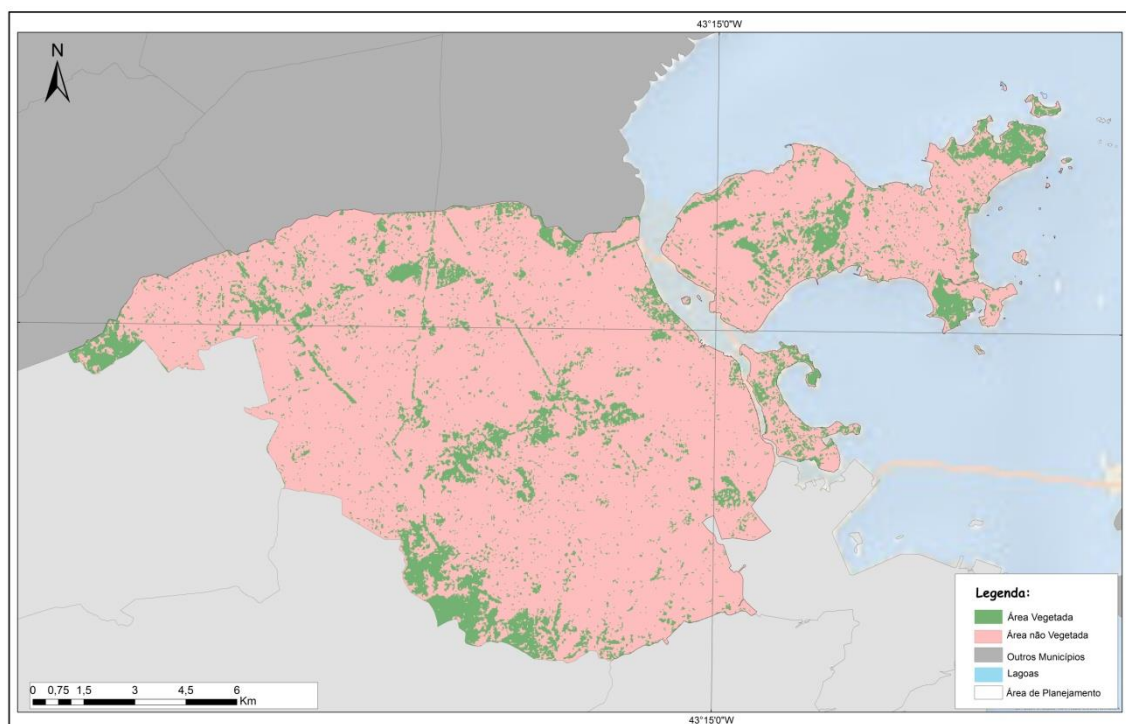 43°15'0"W
N
Legenda:
Área Vegetada
Área não Vegetada
Outros Municípios
Lagoas
Área de Planejamento
0 0,75 1,5 3 4,5 6
Km
43°15'0"W